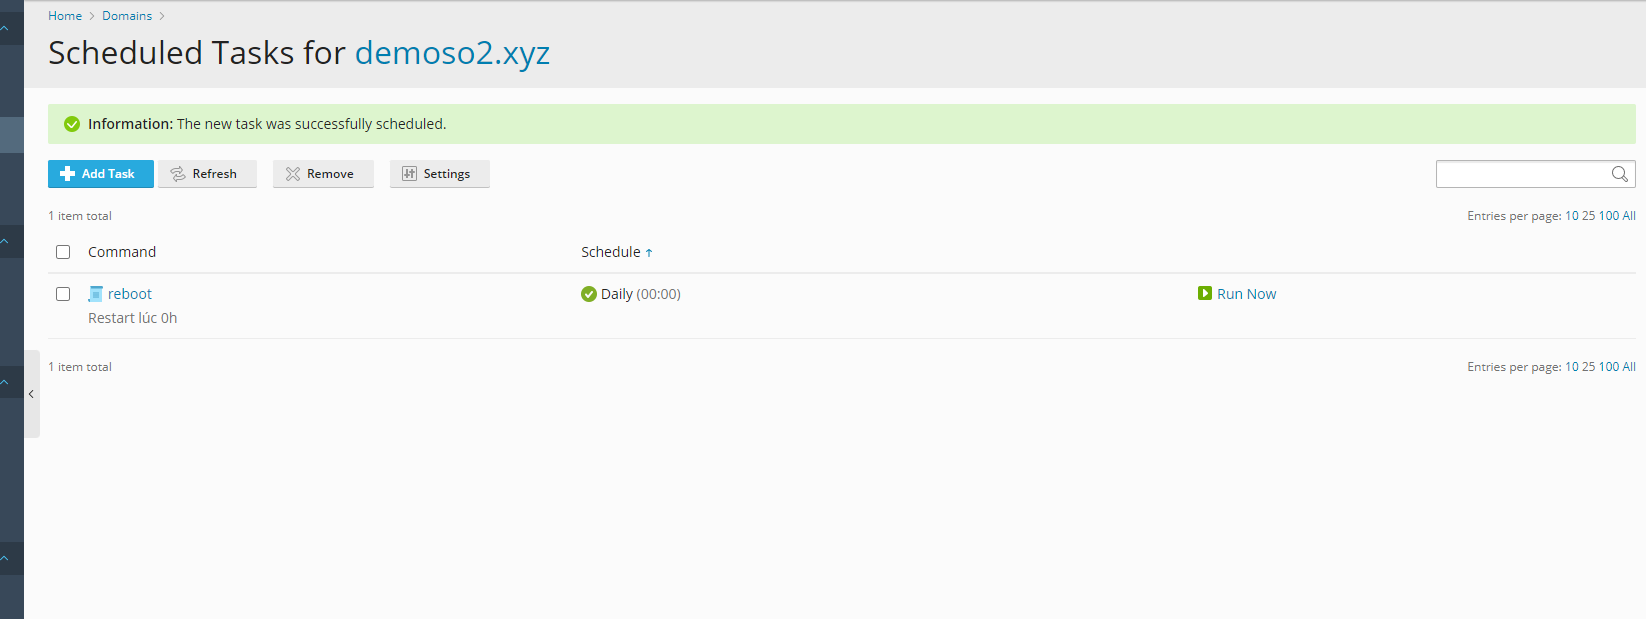 Home > Domains >
Scheduled Tasks for demoso2.xyz
Information: The new task was successfully scheduled.
Add Task Refresh Remove Settings
1 item total Entries per page: 10 25 100 All
Command Schedule ↑
reboot Daily (00:00) Run Now
Restart lúc 0h
1 item total Entries per page: 10 25 100 All